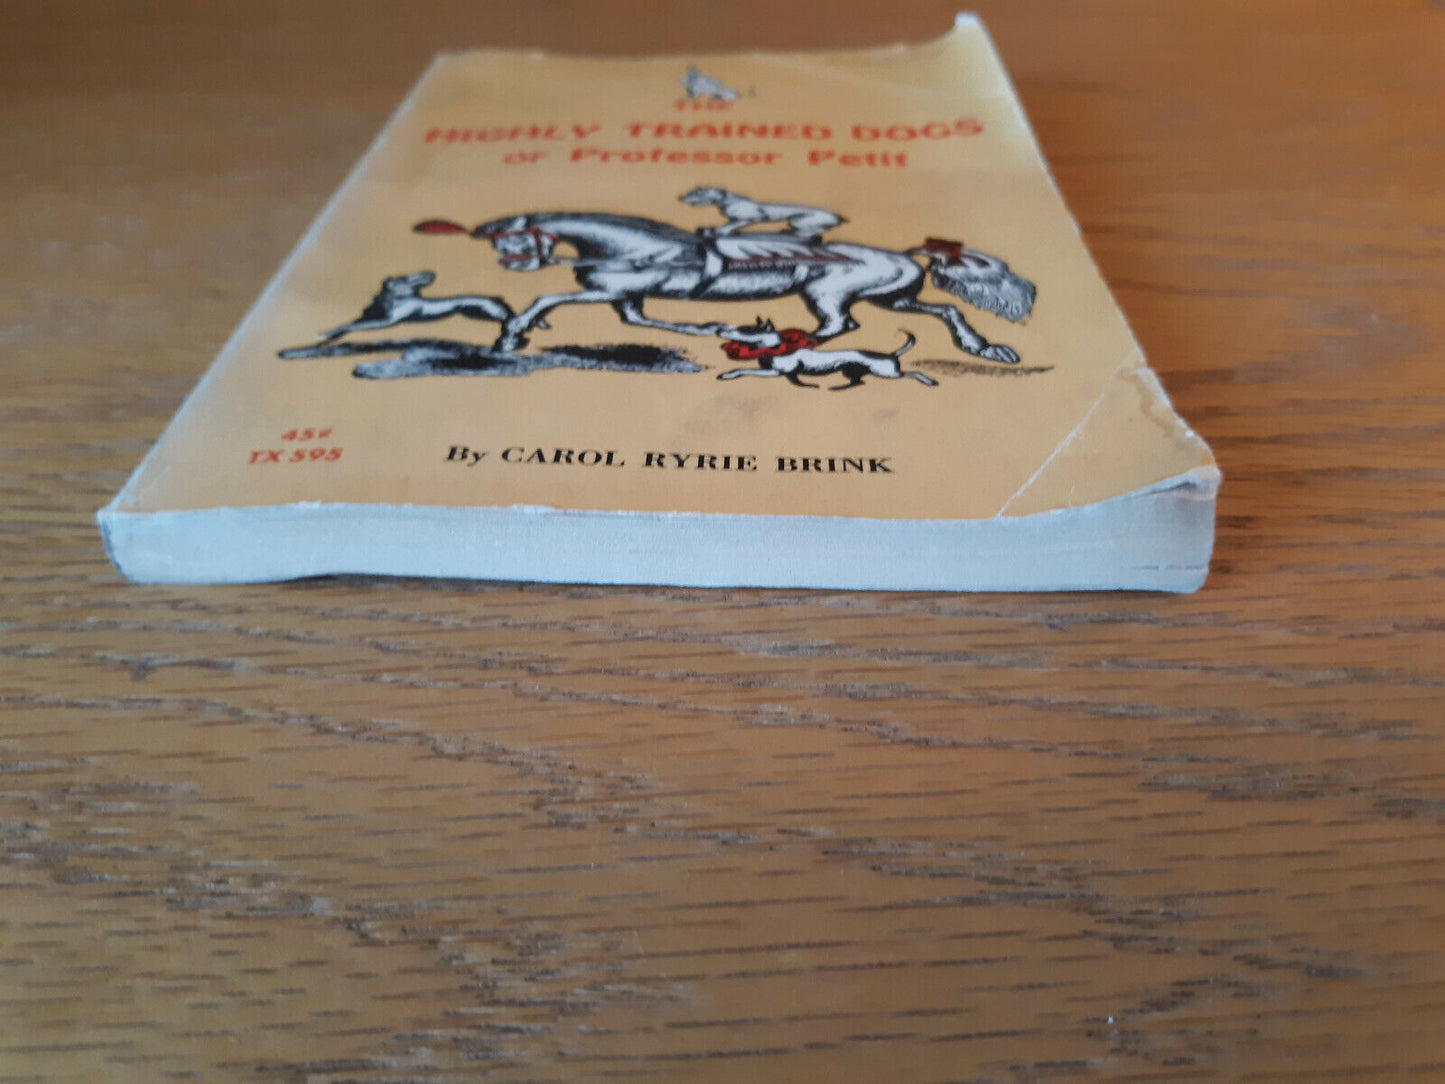 THE
HIGHLY TRAINED DOGS
OF Professor Petit
45¢
TX 595
By CAROL RYRIE BRINK